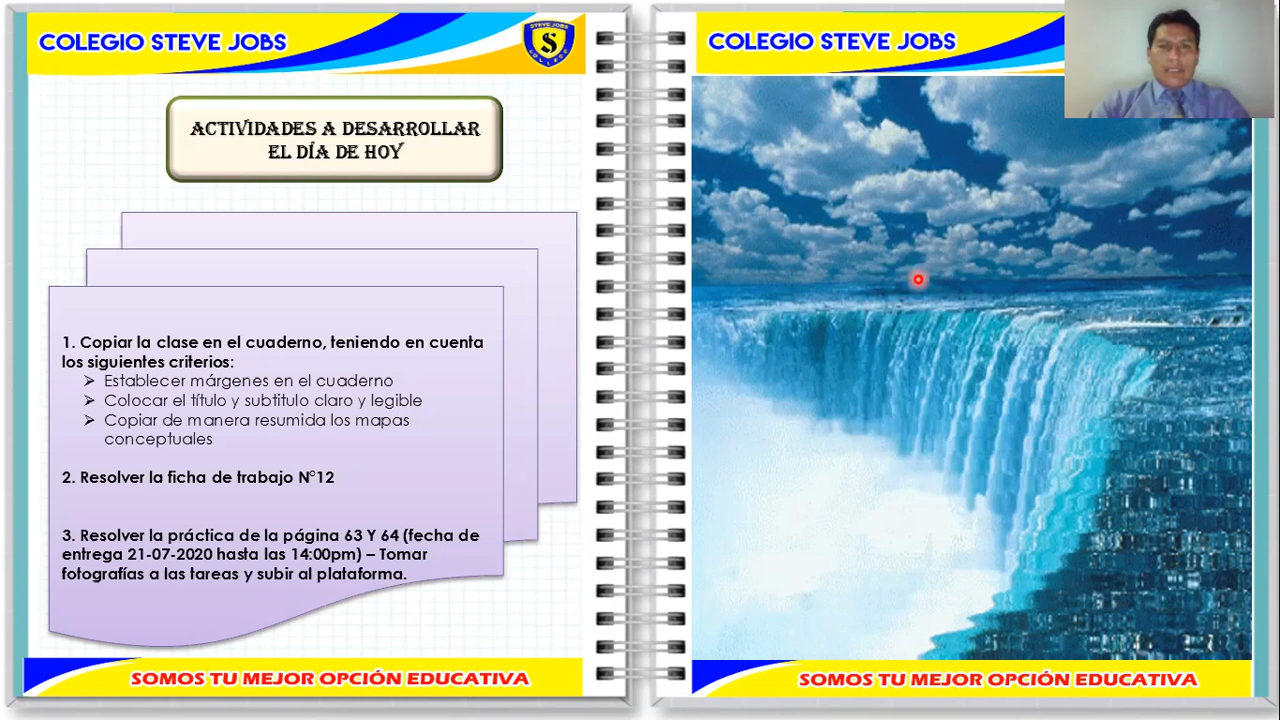 COLEGIO STEVE JOBS
STEVE JOBS
S
COLLEGE
ACTIVIDADES A DESARROLLAR
EL DÍA DE HOY
1. Copiar la clase en el cuaderno, teniendo en cuenta
los siguientes criterios:
➢ Establecer márgenes en el cuaderno
➢ Colocar el título y subtitulo claro y legible
➢ Copiar de manera resumida los mapas
conceptuales
2. Resolver la ficha de trabajo N°12
3. Resolver la práctica de la página 63 Y 64 (fecha de
entrega 21-07-2020 hasta las 14:00pm) – Tomar
fotografías a las tareas y subir al plataforma.
SOMOS TU MEJOR OPCIÓN EDUCATIVA
COLEGIO STEVE JOBS
SOMOS TU MEJOR OPCIÓN EDUCATIVA